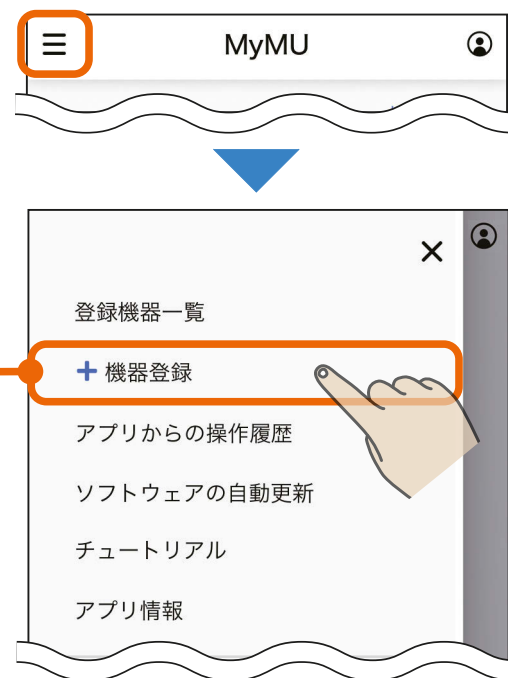 MyMU
登録機器一覧
+ 機器登録
アプリからの操作履歴
ソフトウェアの自動更新
チュートリアル
アプリ情報